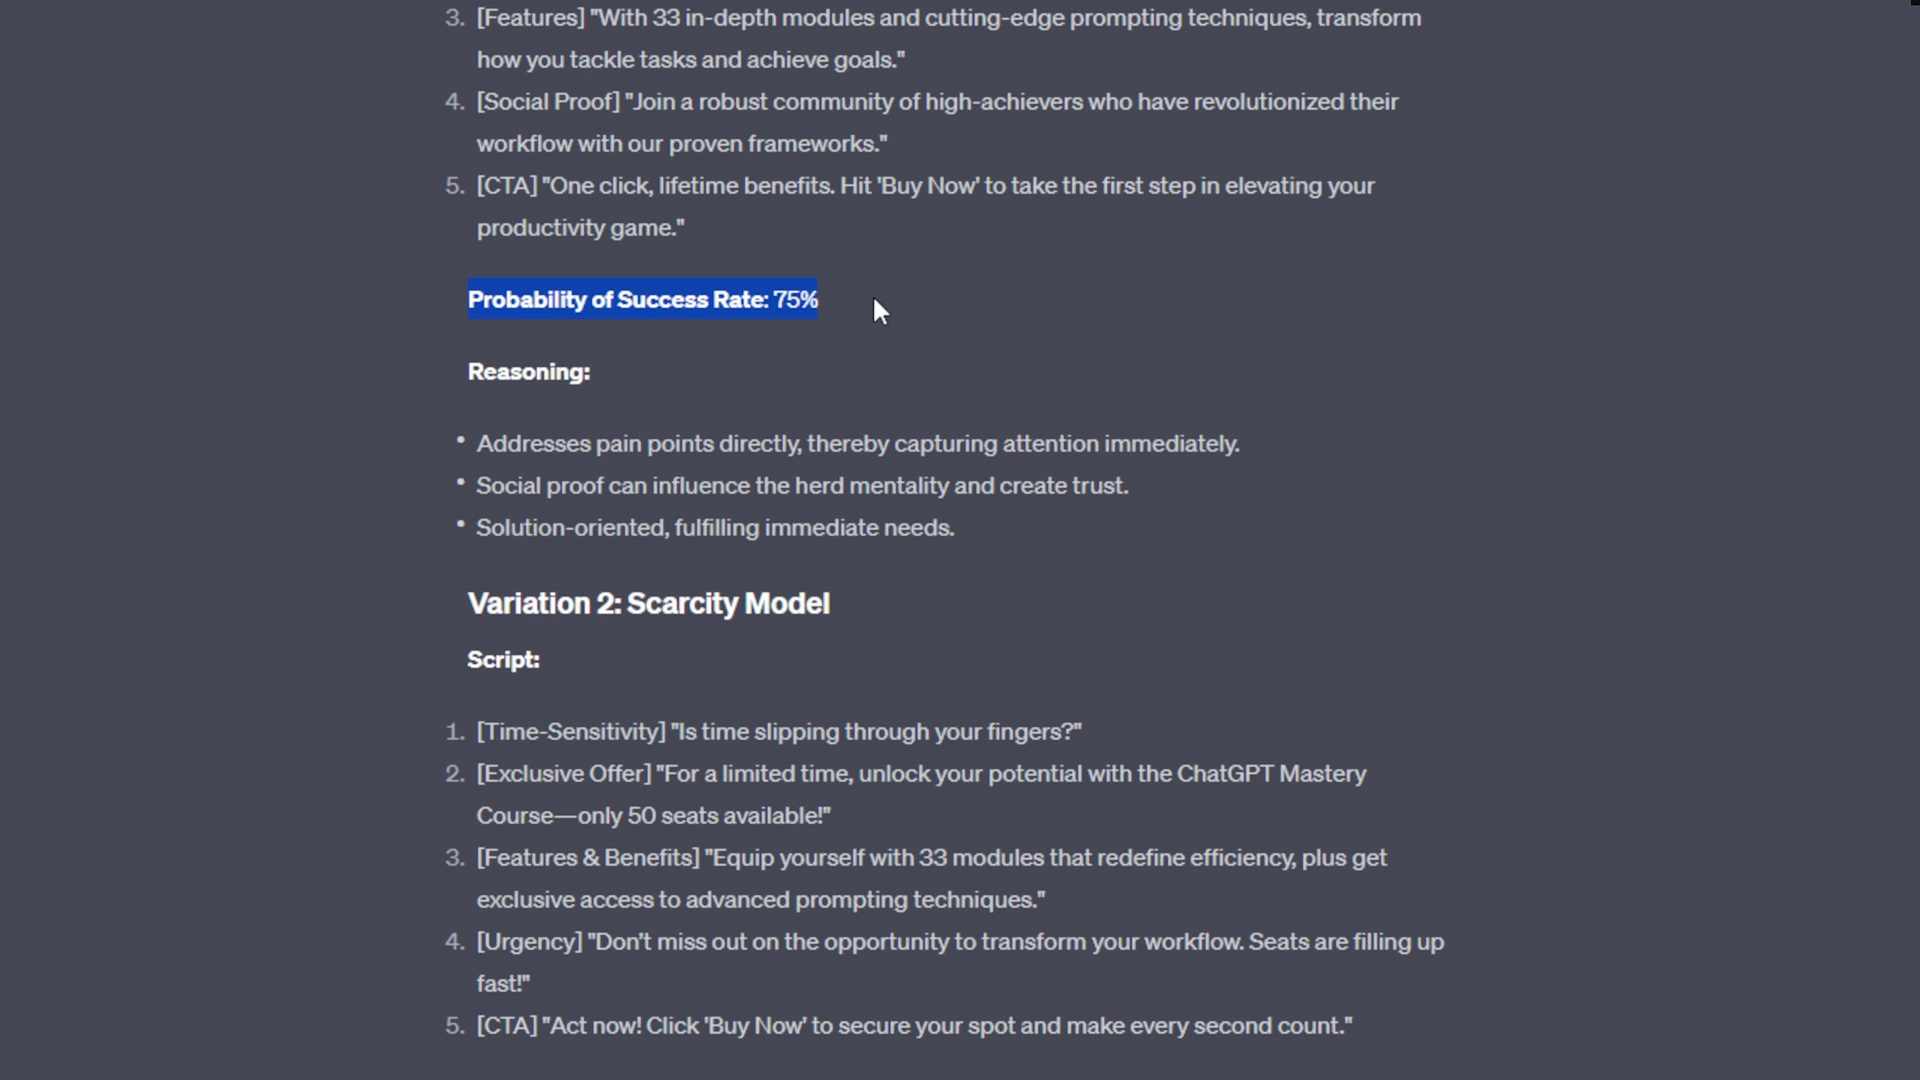 3. [Features] "With 33 in-depth modules and cutting-edge prompting techniques, transform
how you tackle tasks and achieve goals."
4. [Social Proof] "Join a robust community of high-achievers who have revolutionized their
workflow with our proven frameworks."
5. [CTA] "One click, lifetime benefits. Hit 'Buy Now' to take the first step in elevating your
productivity game."
Probability of Success Rate: 75%
Reasoning:
• Addresses pain points directly, thereby capturing attention immediately.
• Social proof can influence the herd mentality and create trust.
• Solution-oriented, fulfilling immediate needs.
Variation 2: Scarcity Model
Script:
1. [Time-Sensitivity] "Is time slipping through your fingers?"
2. [Exclusive Offer] "For a limited time, unlock your potential with the ChatGPT Mastery
Course—only 50 seats available!"
3. [Features & Benefits] "Equip yourself with 33 modules that redefine efficiency, plus get
exclusive access to advanced prompting techniques."
4. [Urgency] "Don’t miss out on the opportunity to transform your workflow. Seats are filling up
fast!"
5. [CTA] "Act now! Click 'Buy Now' to secure your spot and make every second count."